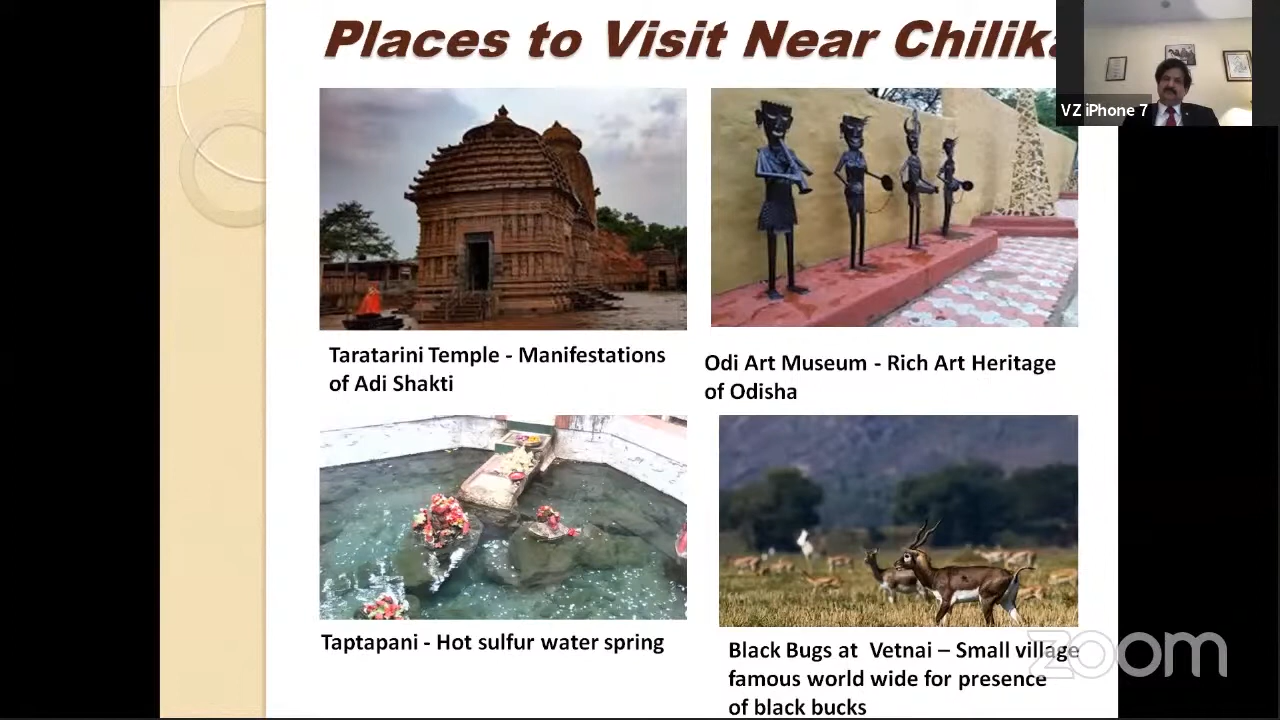 Places to Visit Near Chilika
VZ iPhone 7
Taratarini Temple - Manifestations
of Adi Shakti
Odi Art Museum - Rich Art Heritage
of Odisha
Taptapani - Hot sulfur water spring
Black Bugs at Vetnai – Small village
famous world wide for presence
of black bucks
zoom